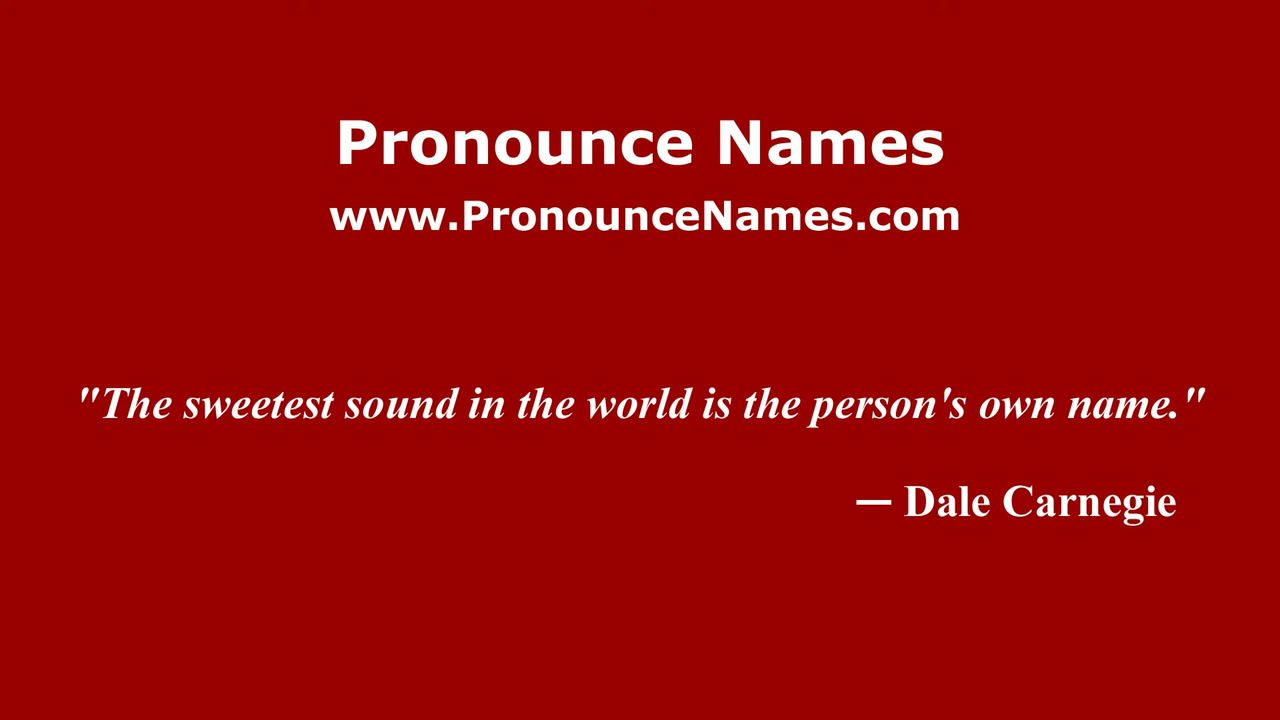 Pronounce Names
www.PronounceNames.com
"The sweetest sound in the world is the person's own name."
— Dale Carnegie